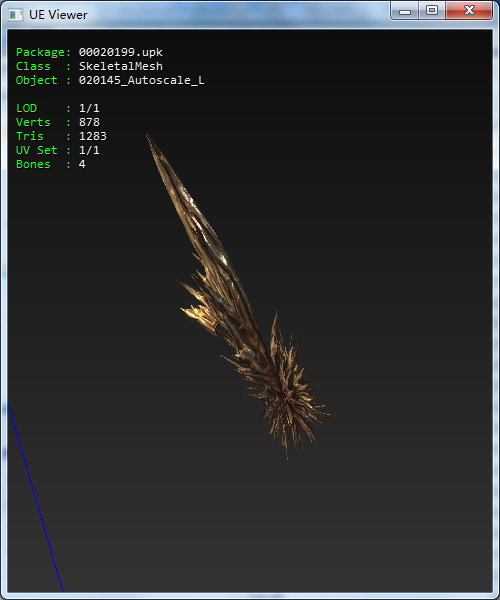 UE Viewer
Package: 00020199.upk
Class  : SkeletalMesh
Object : 020145_Autoscale_L
LOD    : 1/1
Verts  : 878
Tris   : 1283
UV Set : 1/1
Bones  : 4